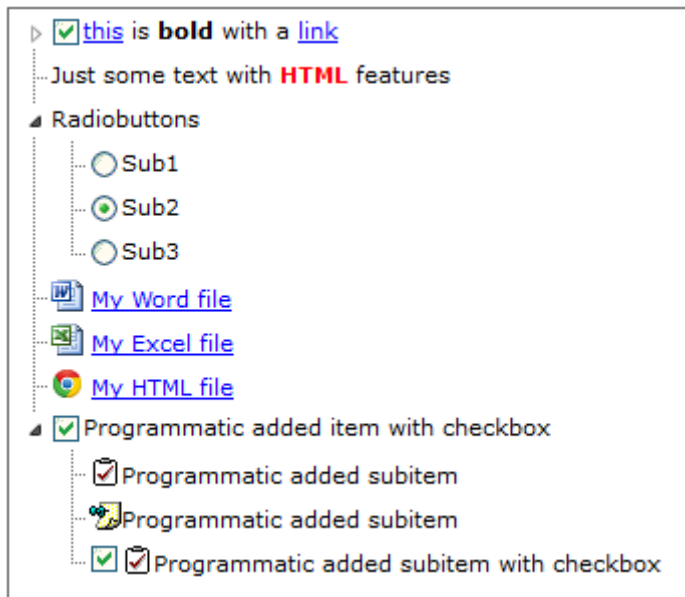 this is bold with a link
Just some text with HTML features
Radiobuttons
Sub1
Sub2
Sub3
My Word file
My Excel file
My HTML file
Programmatic added item with checkbox
Programmatic added subitem
Programmatic added subitem
Programmatic added subitem with checkbox